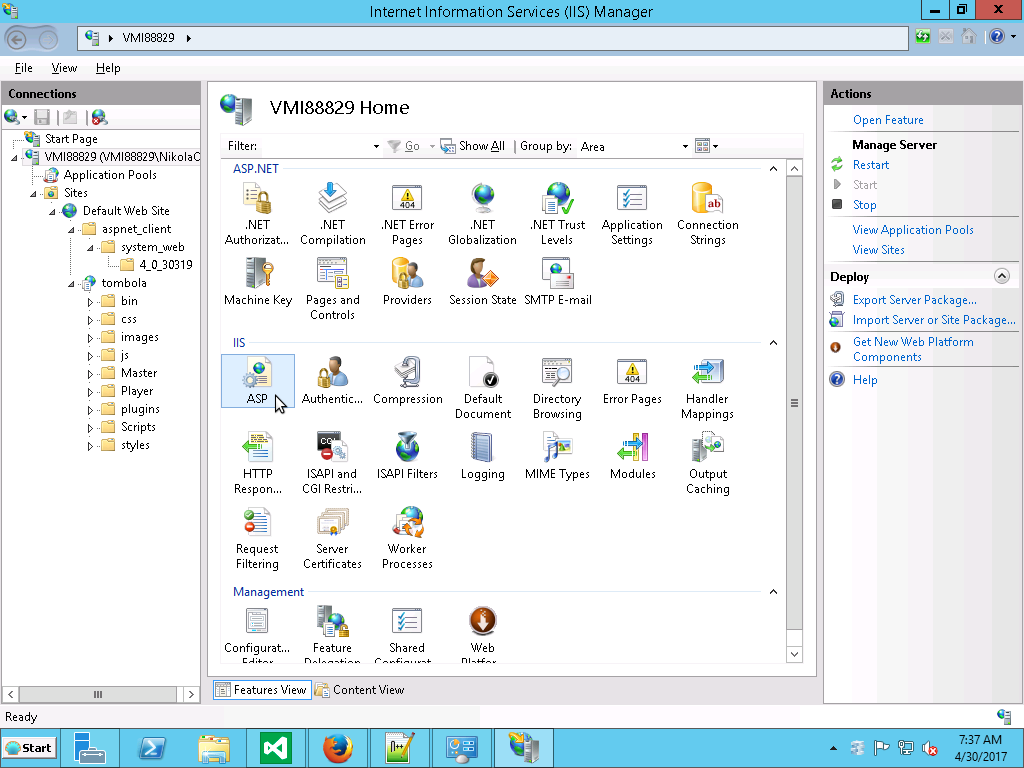 Internet Information Services (IIS) Manager
VMI88829
File View Help
Connections
Start Page
VMI88829 (VMI88829\NikolaC
Application Pools
Sites
Default Web Site
aspnet_client
system_web
4_0_30319
tombola
bin
css
images
js
Master
Player
plugins
Scripts
styles
VMI88829 Home
Filter: Go Show All Group by: Area
ASP.NET
.NET Authorizat...
.NET Compilation
.NET Error Pages
.NET Globalization
.NET Trust Levels
Application Settings
Connection Strings
Machine Key
Pages and Controls
Providers
Session State
SMTP E-mail
IIS
ASP
Authentic...
Compression
Default Document
Directory Browsing
Error Pages
Handler Mappings
HTTP Respon...
ISAPI and CGI Restri...
ISAPI Filters
Logging
MIME Types
Modules
Output Caching
Request Filtering
Server Certificates
Worker Processes
Management
Configurat... Editor
Feature Delegation
Shared Configurat...
Web Platfor...
Features View Content View
Actions
Open Feature
Manage Server
Restart
Start
Stop
View Application Pools
View Sites
Deploy
Export Server Package...
Import Server or Site Package...
Get New Web Platform
Components
Help
Ready
Start
7:37 AM
4/30/2017